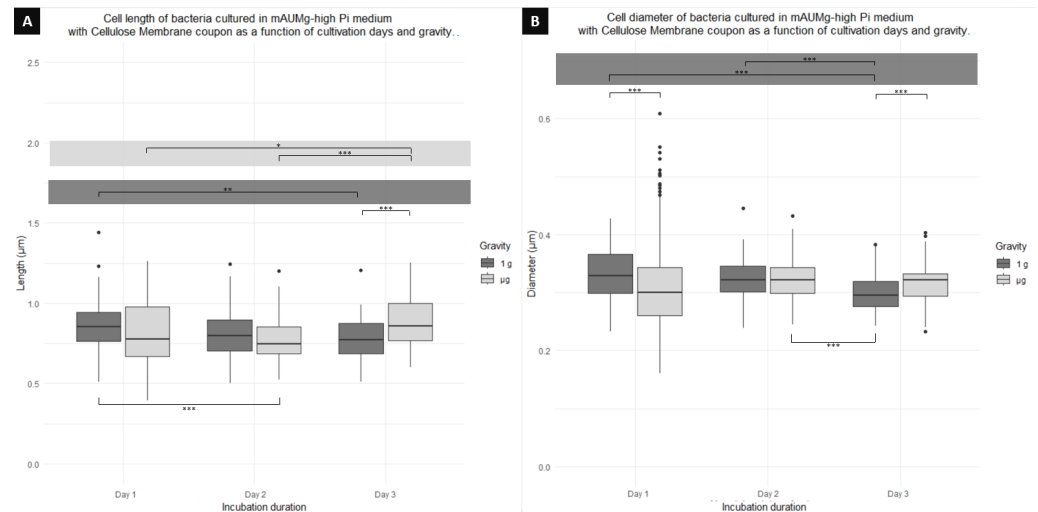 A
Cell length of bacteria cultured in mAUMg-high Pi medium
with Cellulose Membrane coupon as a function of cultivation days and gravity. .
2.5
2.0
1.5
1.0
0.5
0.0
Length (µm)
*
***
**
***
***
Gravity
1 g
µg
Day 1
Day 2
Day 3
Incubation duration
B
Cell diameter of bacteria cultured in mAUMg-high Pi medium
with Cellulose Membrane coupon as a function of cultivation days and gravity.
0.6
0.4
0.2
0.0
Diameter (µm)
***
***
***
***
***
Gravity
1 g
µg
Day 1
Day 2
Day 3
Incubation duration